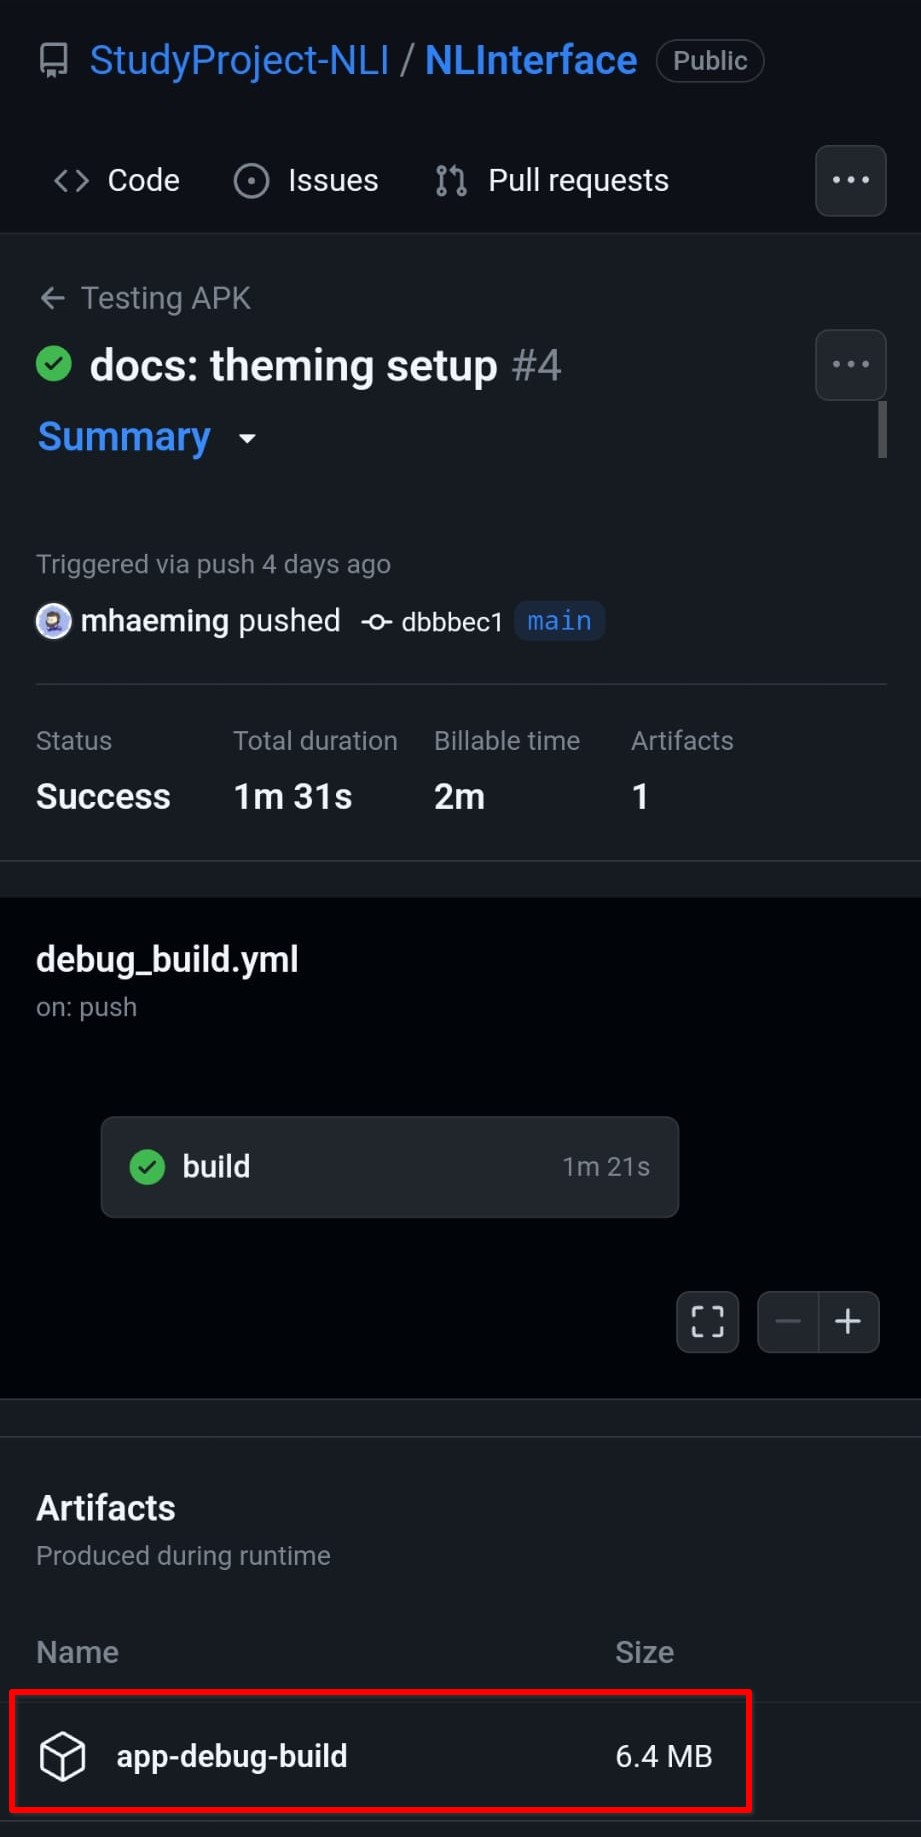 StudyProject-NLI / NLInterface Public
Code Issues Pull requests ...
← Testing APK
docs: theming setup #4
...
Summary
Triggered via push 4 days ago
mhaeming pushed dbbbec1 main
Status Total duration Billable time Artifacts
Success 1m 31s 2m 1
debug_build.yml
on: push
build 1m 21s
Artifacts
Produced during runtime
Name Size
app-debug-build 6.4 MB